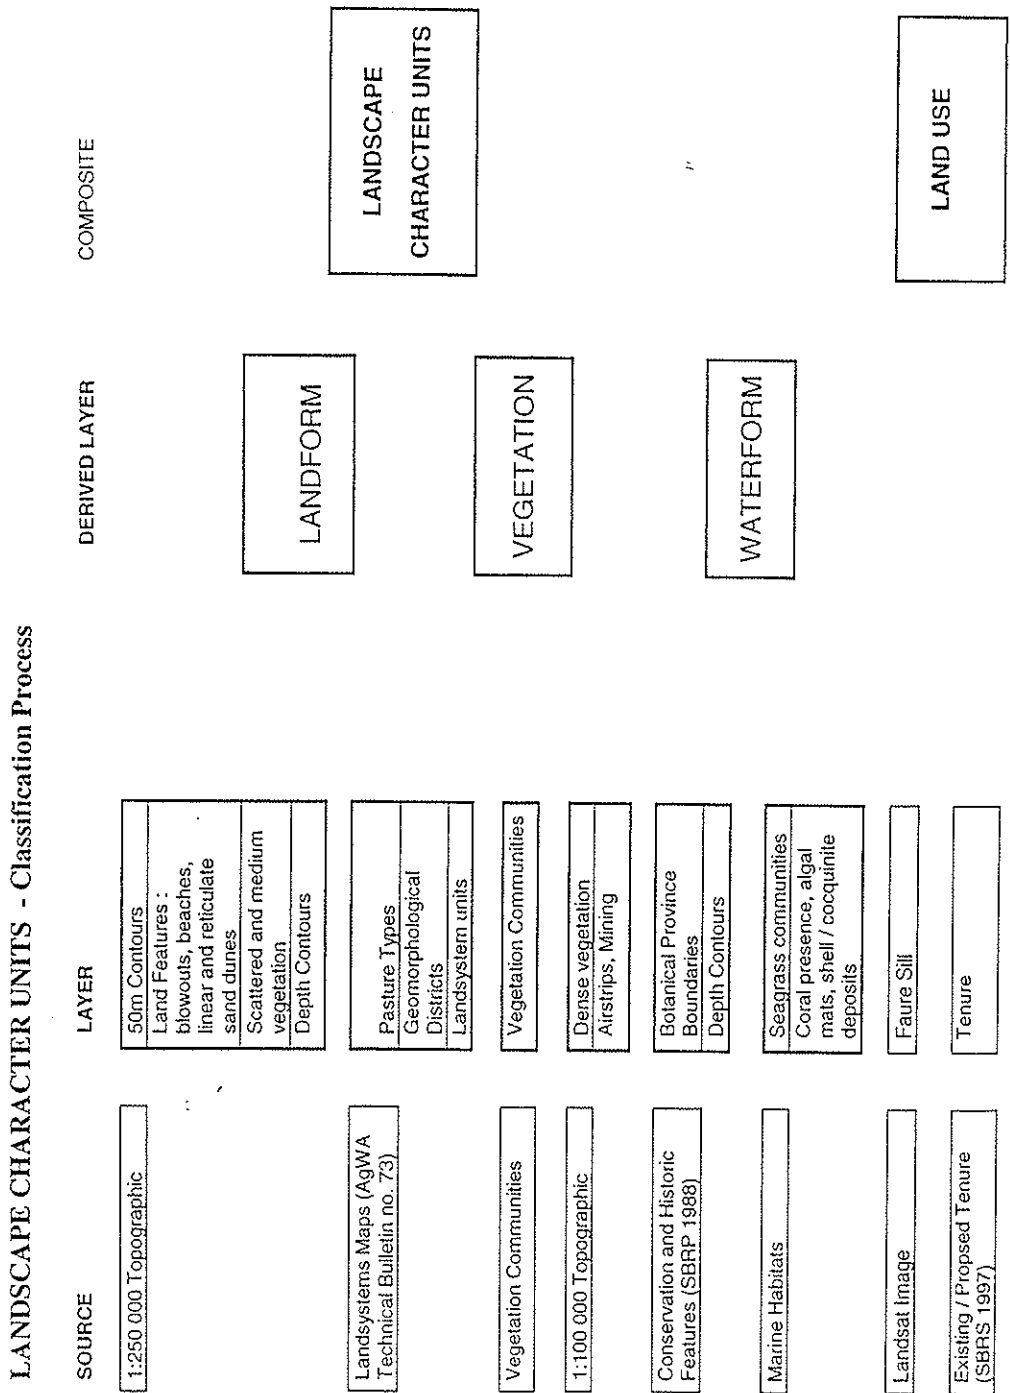 LANDSCAPE CHARACTER UNITS - Classification Process
SOURCE
LAYER
DERIVED LAYER
COMPOSITE
1:250 000 Topographic
50m Contours
Land Features :
blowouts, beaches,
linear and reticulate
sand dunes
Scattered and medium
vegetation
Depth Contours
Landsystems Maps (AgWA
Technical Bulletin no. 73)
Pasture Types
Geomorphological
Districts
Landsystem units
Vegetation Communities
Vegetation Communities
1:100 000 Topographic
Dense vegetation
Airstrips, Mining
Conservation and Historic
Features (SBRP 1988)
Botanical Province
Boundaries
Depth Contours
Marine Habitats
Seagrass communities
Coral presence, algal
mats, shell / cocquinite
deposits
Landsat Image
Faure Sill
Existing / Propsed Tenure
(SBRS 1997)
Tenure
LANDFORM
VEGETATION
WATERFORM
LANDSCAPE
CHARACTER UNITS
LAND USE